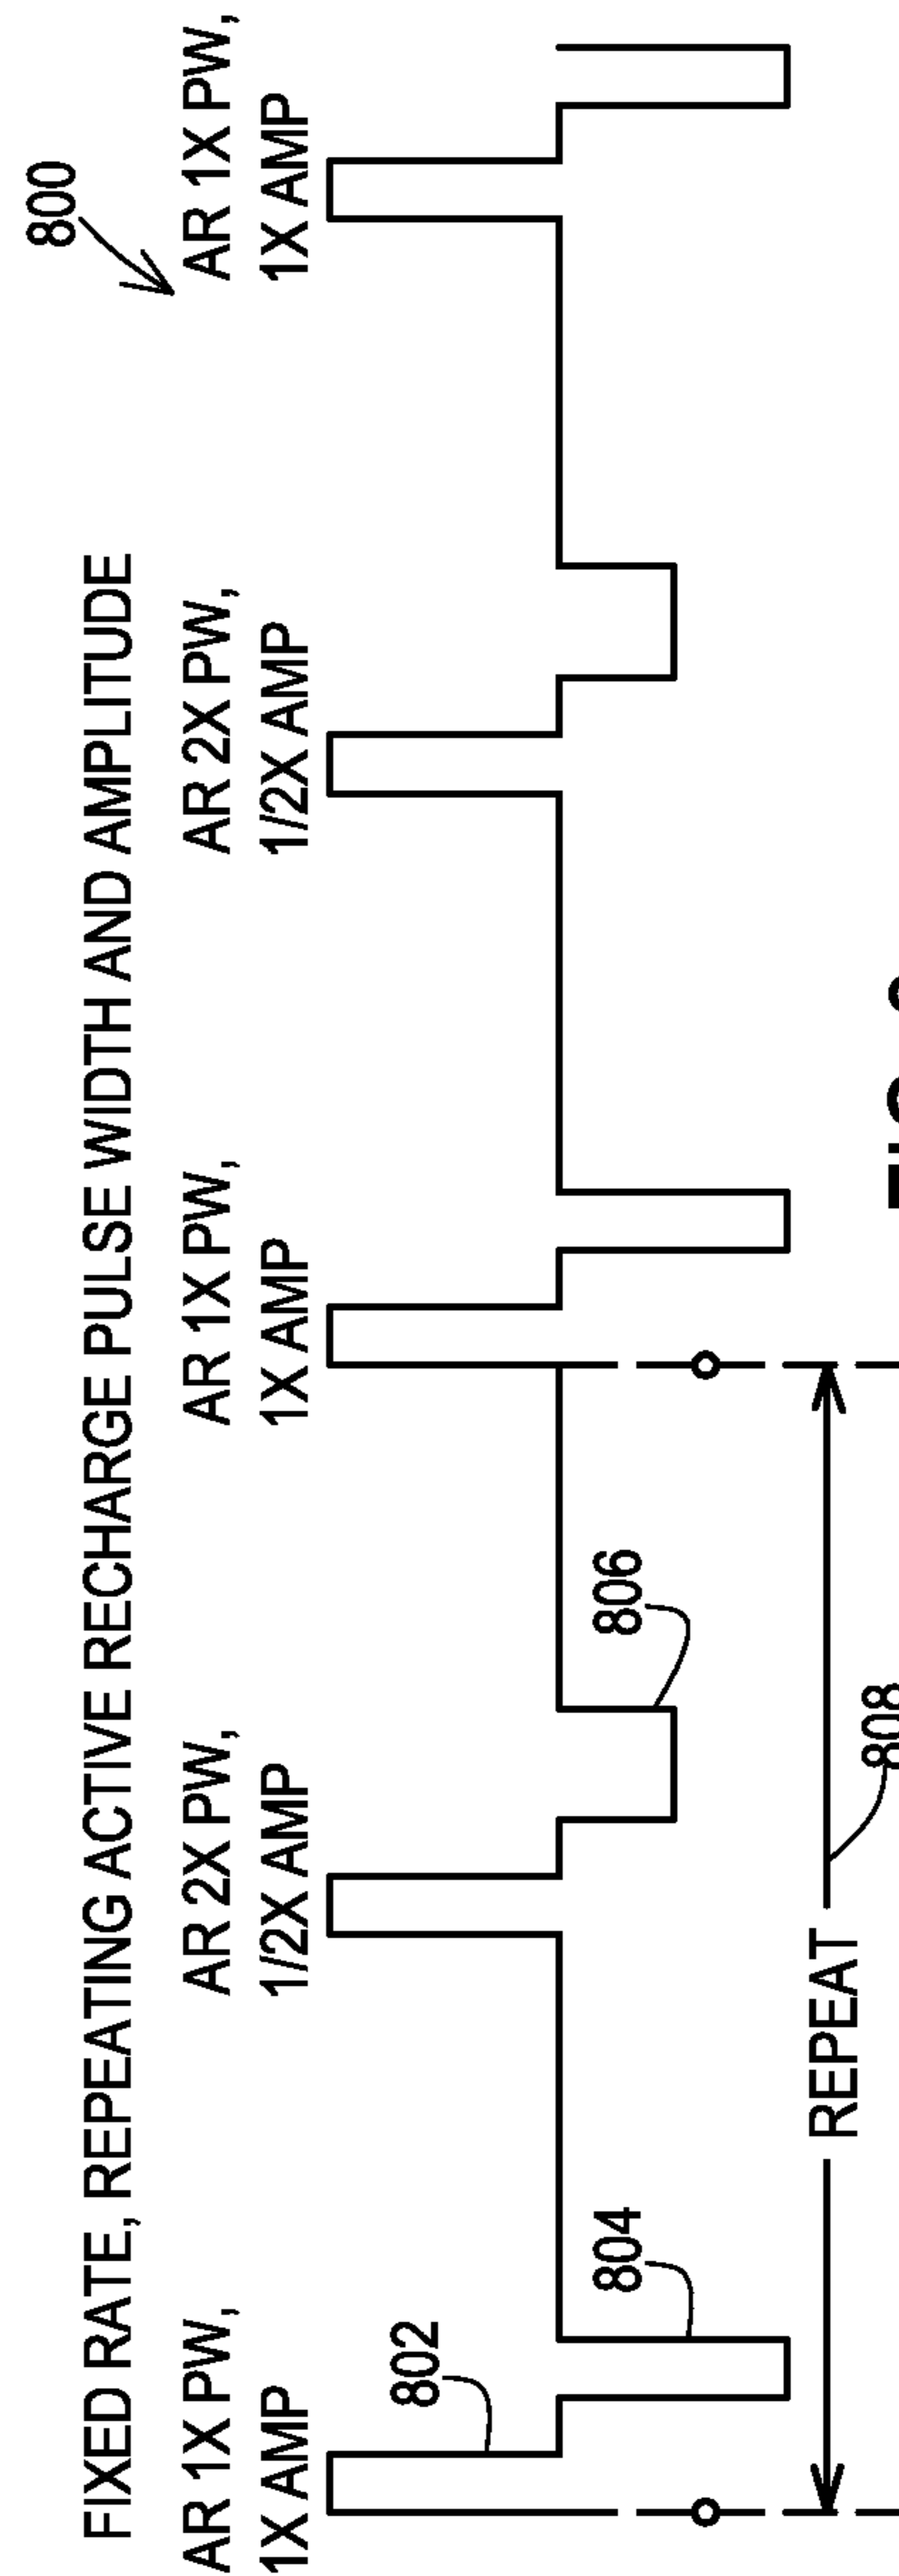 FIXED RATE, REPEATING ACTIVE RECHARGE PULSE WIDTH AND AMPLITUDE
800
AR 1X PW,
1X AMP
AR 2X PW,
1/2X AMP
AR 1X PW,
1X AMP
AR 2X PW,
1/2X AMP
AR 1X PW,
1X AMP
802
804
806
REPEAT
808